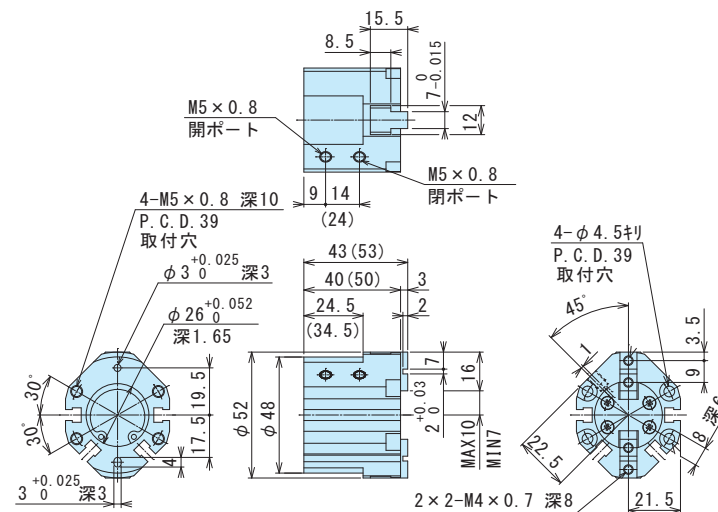 15.5
8.5
0
7-0.015
12
M5×0.8
開ポート
M5×0.8
閉ポート
9
14
(24)
4-M5×0.8 深10
P.C.D.39
取付穴
φ3 +0.025 0 深3
φ26 +0.052 0
深1.65
30°
30°
19.5
17.5
4
3 +0.025 0 深3
43(53)
40(50)
3
2
24.5
(34.5)
φ52
φ48
7
16
2 +0.03 0
MAX10
MIN7
4-φ4.5キリ
P.C.D.39
取付穴
45°
1
3.5
9
8
22.5
21.5
2×2-M4×0.7 深8